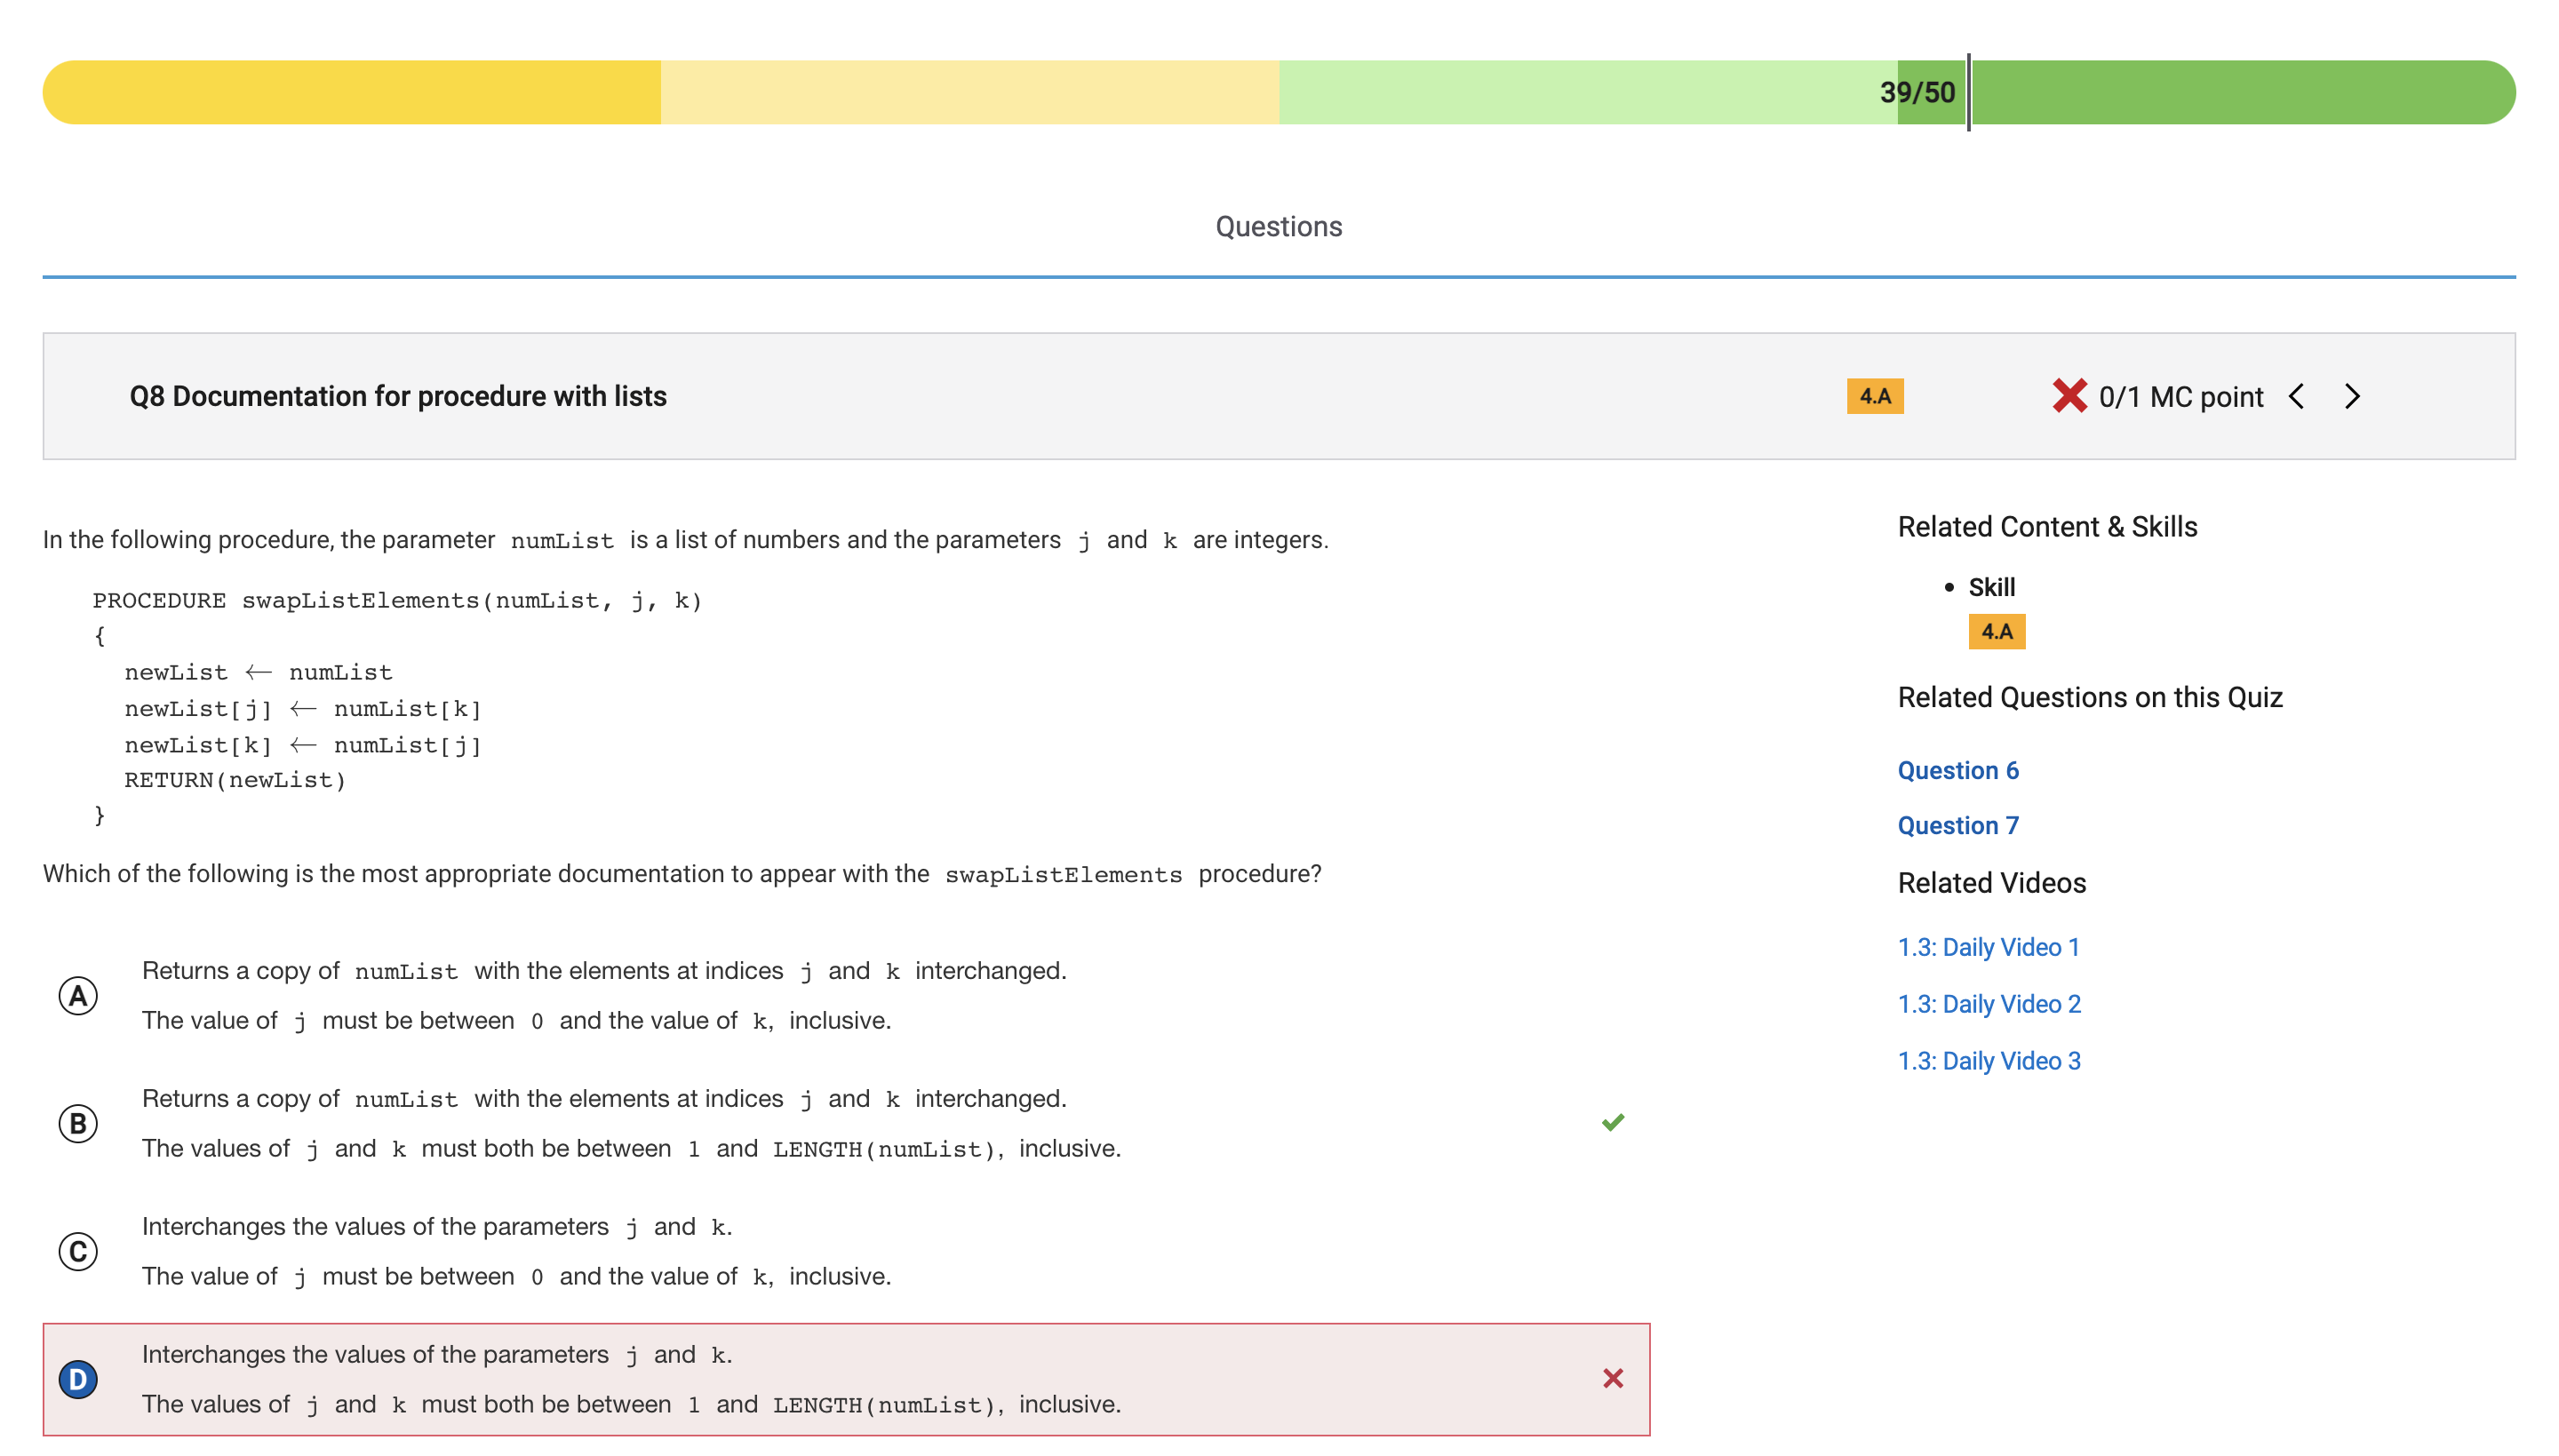 39/50
Questions
Q8 Documentation for procedure with lists
4.A
0/1 MC point
In the following procedure, the parameter numList is a list of numbers and the parameters j and k are integers.
PROCEDURE swapListElements(numList, j, k)
{
newList ← numList
newList[j] ← numList[k]
newList[k] ← numList[j]
RETURN(newList)
}
Which of the following is the most appropriate documentation to appear with the swapListElements procedure?
A
Returns a copy of numList with the elements at indices j and k interchanged.
The value of j must be between 0 and the value of k, inclusive.
B
Returns a copy of numList with the elements at indices j and k interchanged.
The values of j and k must both be between 1 and LENGTH(numList), inclusive.
C
Interchanges the values of the parameters j and k.
The value of j must be between 0 and the value of k, inclusive.
D
Interchanges the values of the parameters j and k.
The values of j and k must both be between 1 and LENGTH(numList), inclusive.
Related Content & Skills
• Skill
4.A
Related Questions on this Quiz
Question 6
Question 7
Related Videos
1.3: Daily Video 1
1.3: Daily Video 2
1.3: Daily Video 3